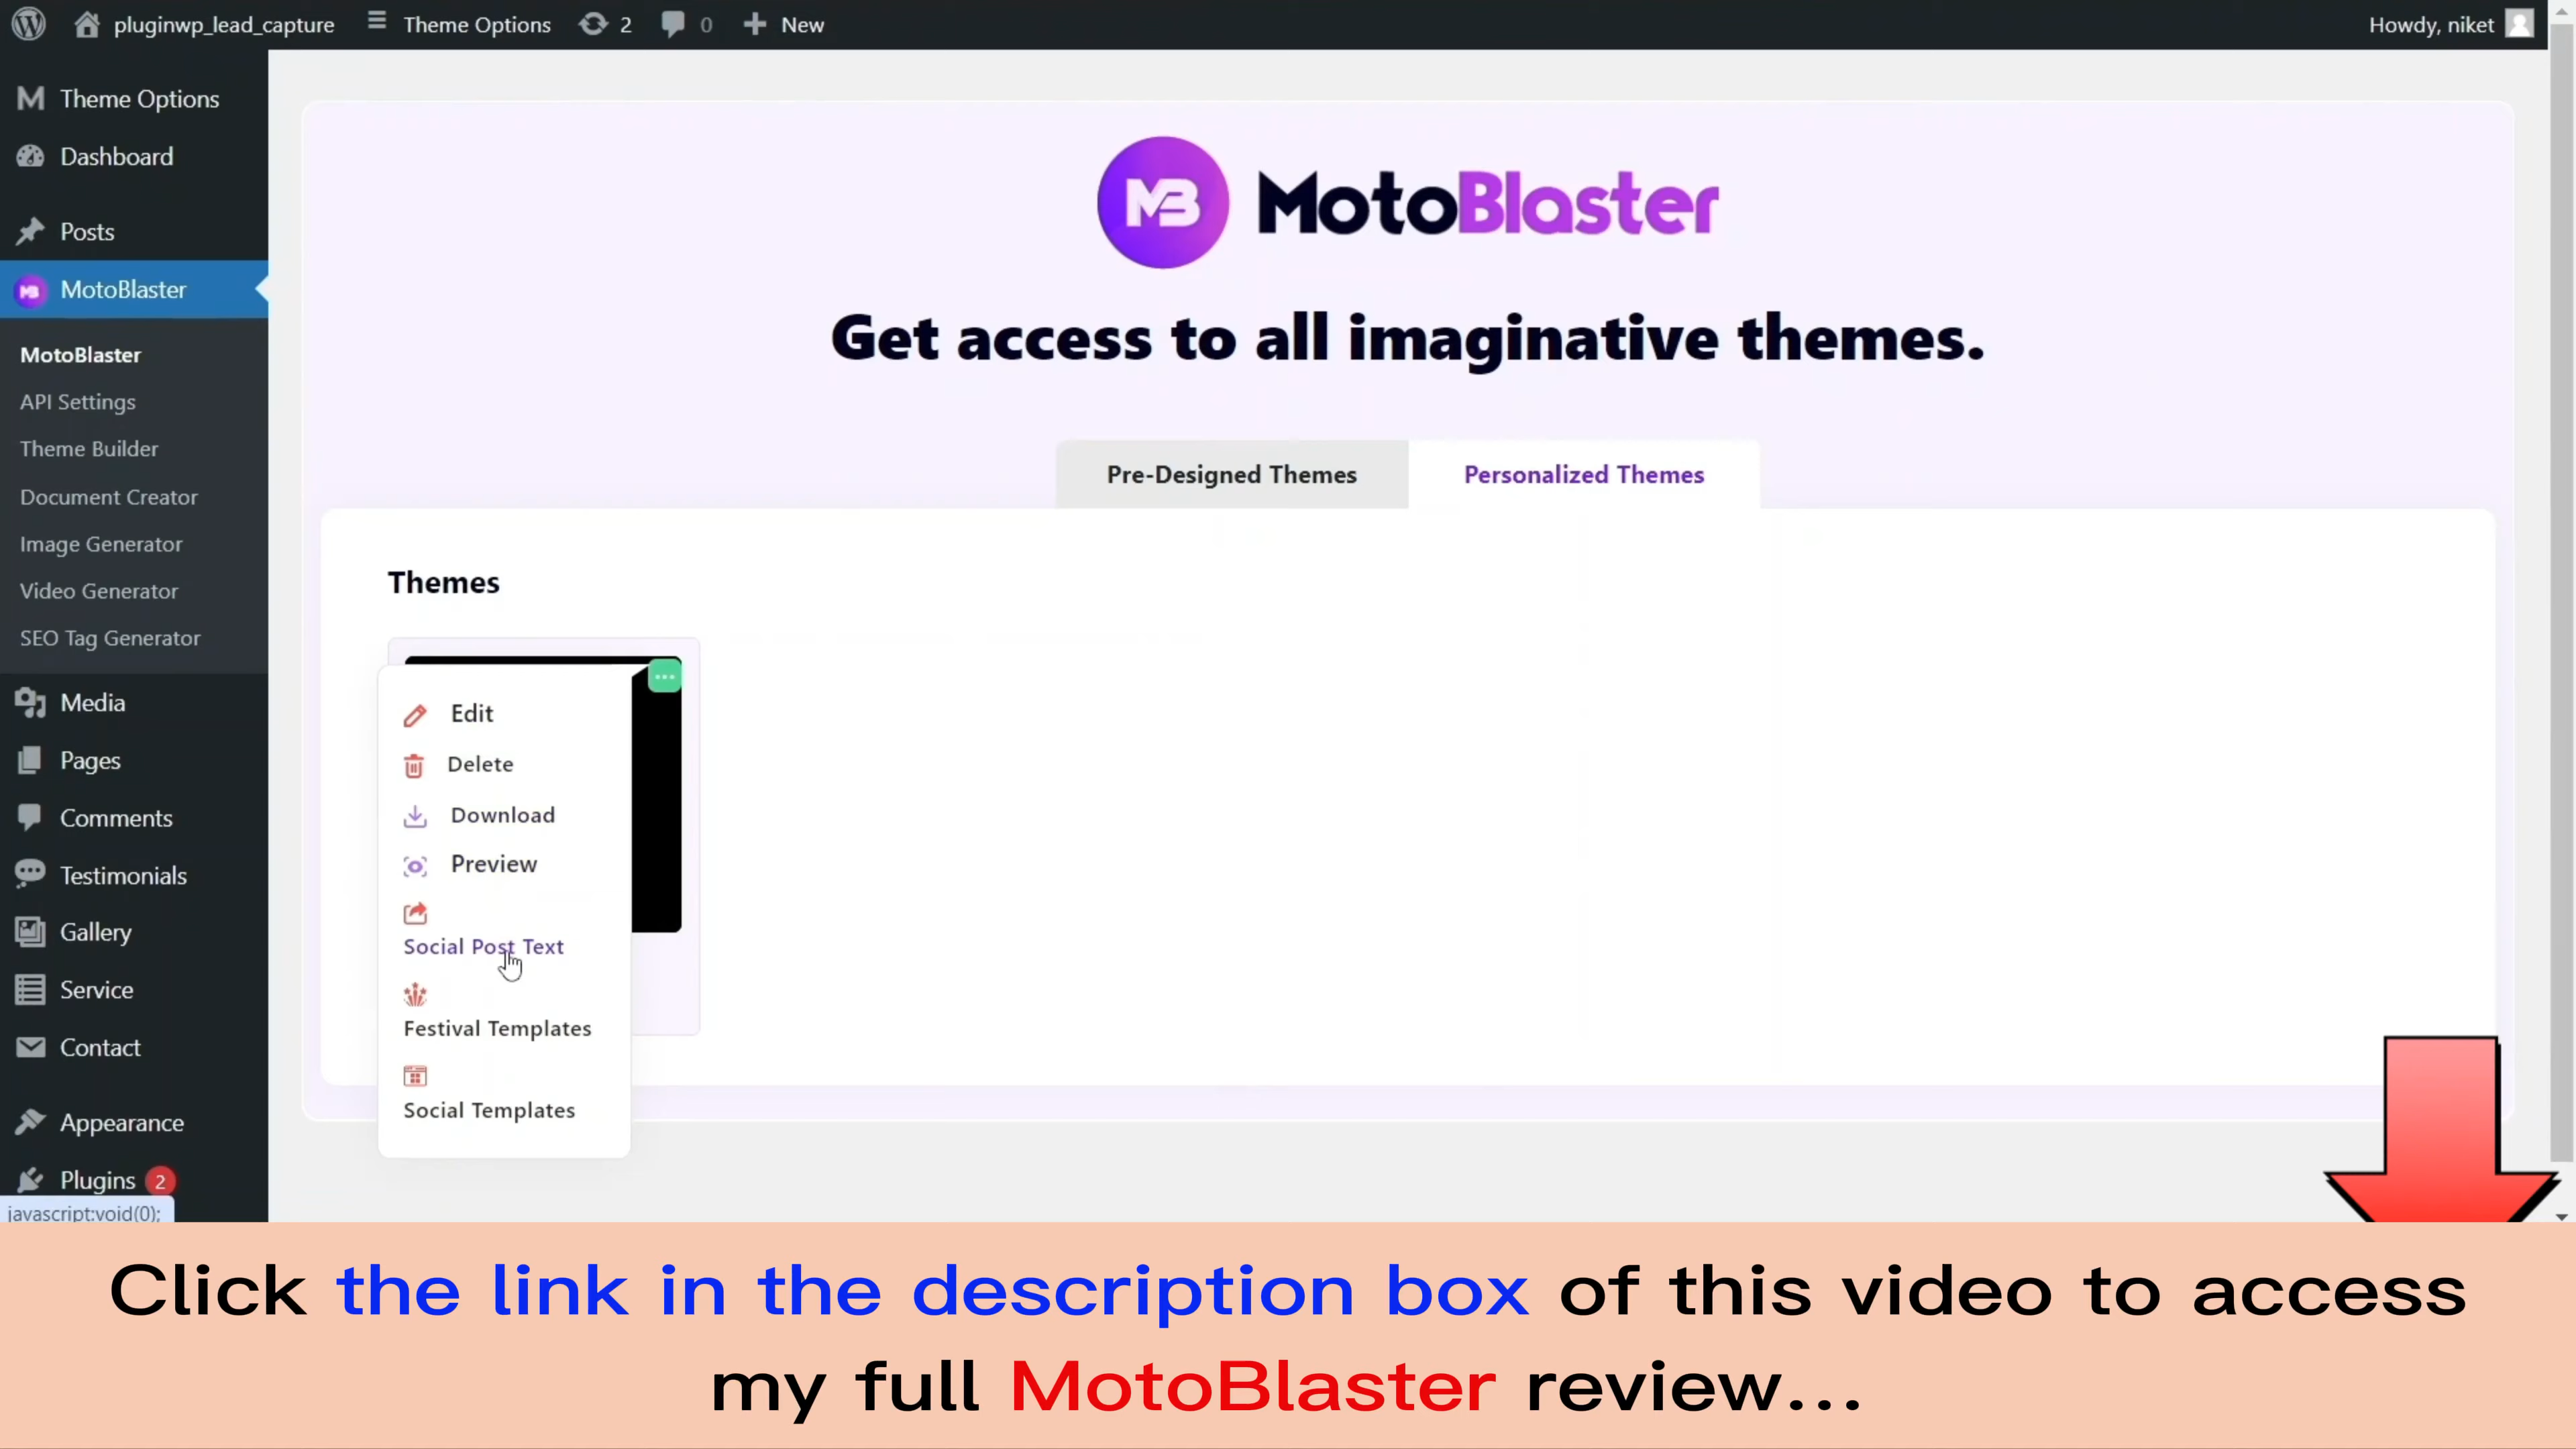 pluginwp_lead_capture
Theme Options
2
0
New
Howdy, niket
Theme Options
Dashboard
Posts
MotoBlaster
MotoBlaster
API Settings
Theme Builder
Document Creator
Image Generator
Video Generator
SEO Tag Generator
Media
Pages
Comments
Testimonials
Gallery
Service
Contact
Appearance
Plugins 2
javascript:void(0);
MB MotoBlaster
Get access to all imaginative themes.
Pre-Designed Themes
Personalized Themes
Themes
Edit
Delete
Download
Preview
Social Post Text
Festival Templates
Social Templates
Click the link in the description box of this video to access
my full MotoBlaster review...